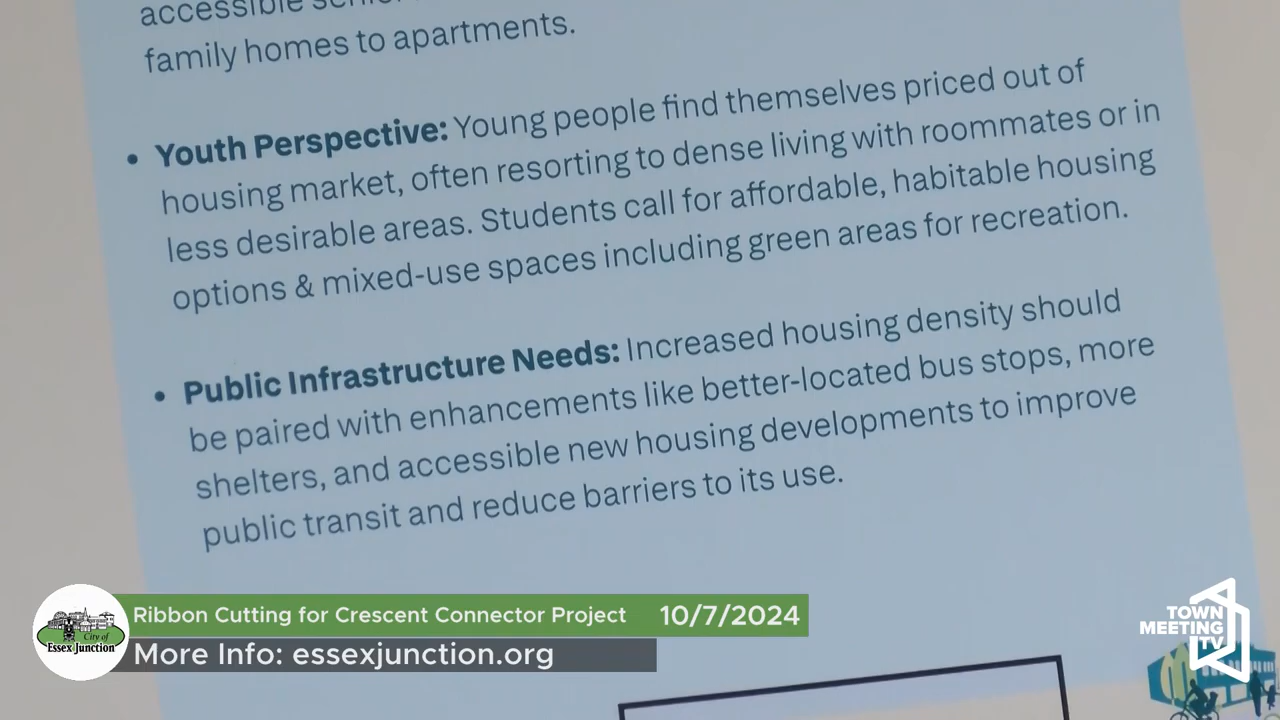 accessible
family homes to apartments.
• Youth Perspective: Young people find themselves priced out of
housing market, often resorting to dense living with roommates or in
less desirable areas. Students call for affordable, habitable housing
options & mixed-use spaces including green areas for recreation.
• Public Infrastructure Needs: Increased housing density should
be paired with enhancements like better-located bus stops, more
shelters, and accessible new housing developments to improve
public transit and reduce barriers to its use.
City of
Essex Junction
Ribbon Cutting for Crescent Connector Project 10/7/2024
More Info: essexjunction.org
TOWN
MEETING
TV